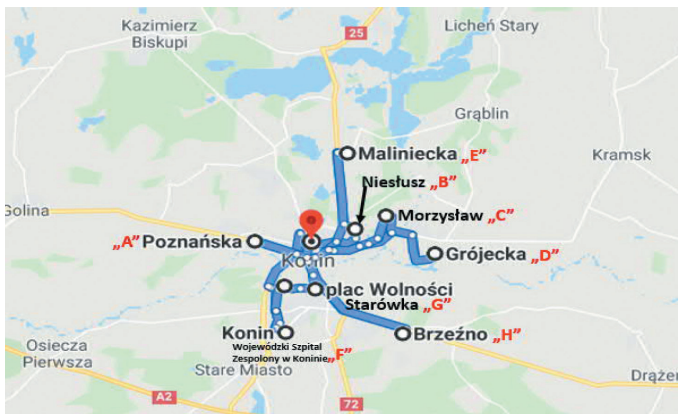 Kazimierz
Biskupi
25
Licheń Stary
Grąblin
Kramsk
Maliniecka „E”
Niesłusz „B”
Golina
Morzysław „C”
„A” Poznańska
Grójecka „D”
Konin
plac Wolności
Starówka „G”
Konin
Wojewódzki Szpital
Zespolony w Koninie „F”
Brzeźno „H”
Osiecza
Pierwsza
Stare Miasto
Drążeń
A2
72